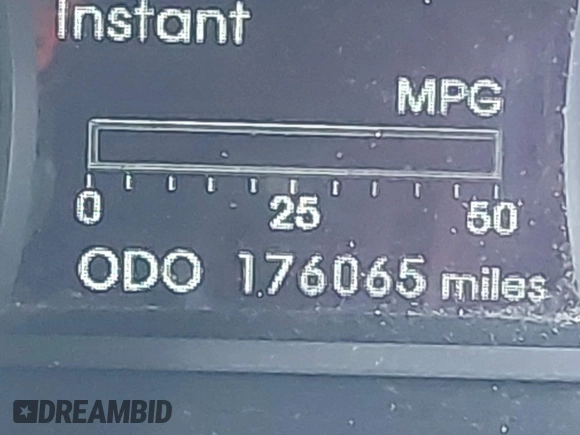 Instant
MPG
0 25 50
ODO 176065 miles
DREAMBID